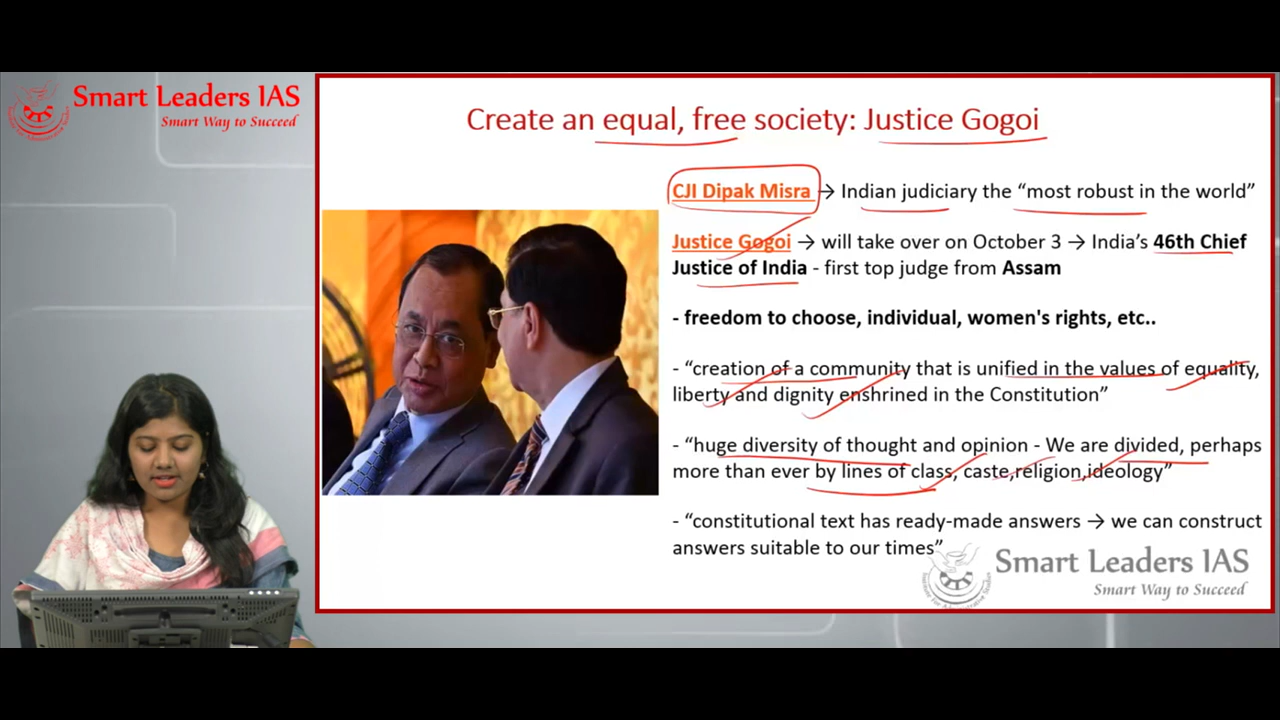 Smart Leaders IAS
Smart Way to Succeed
Create an equal, free society: Justice Gogoi
CJI Dipak Misra → Indian judiciary the “most robust in the world”
Justice Gogoi → will take over on October 3 → India’s 46th Chief
Justice of India - first top judge from Assam
- freedom to choose, individual, women's rights, etc..
- “creation of a community that is unified in the values of equality,
liberty and dignity enshrined in the Constitution”
- “huge diversity of thought and opinion - We are divided, perhaps
more than ever by lines of class, caste,religion,ideology”
- “constitutional text has ready-made answers → we can construct
answers suitable to our times”
Smart Leaders IAS
Smart Way to Succeed